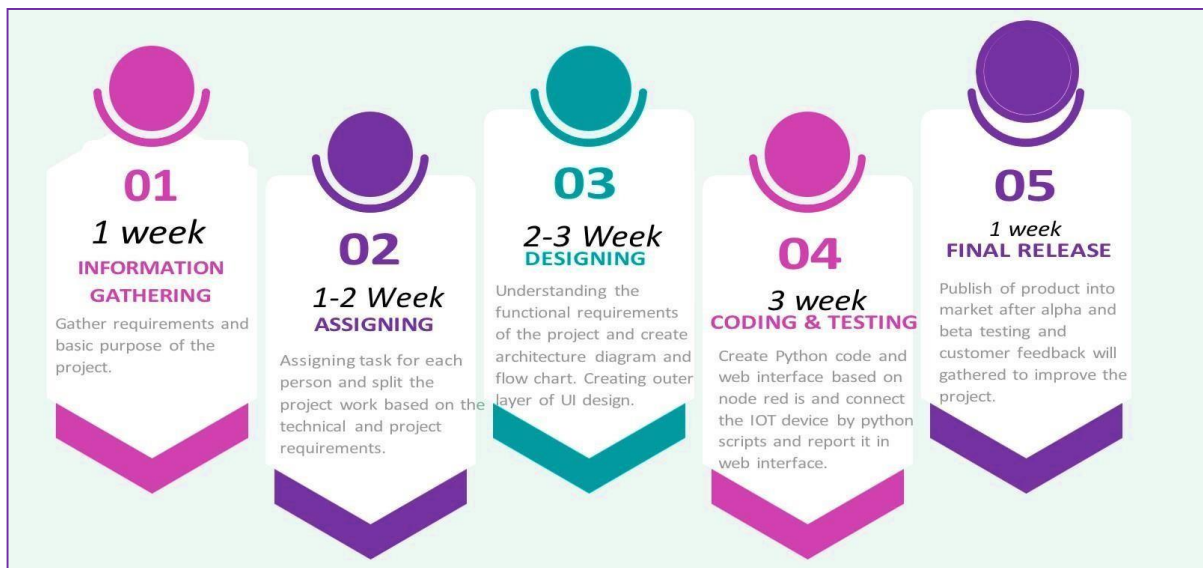 01
1 week
INFORMATION
GATHERING
Gather requirements and
basic purpose of the
project.
02
1-2 Week
ASSIGNING
Assigning task for each
person and split the
project work based on the
technical and project
requirements.
03
2-3 Week
DESIGNING
Understanding the
functional requirements
of the project and create
architecture diagram and
flow chart. Creating outer
layer of UI design.
04
3 week
CODING & TESTING
Create Python code and
web interface based on
node red is and connect
the IOT device by python
scripts and report it in
web interface.
05
1 week
FINAL RELEASE
Publish of product into
market after alpha and
beta testing and
customer feedback will
gathered to improve the
project.